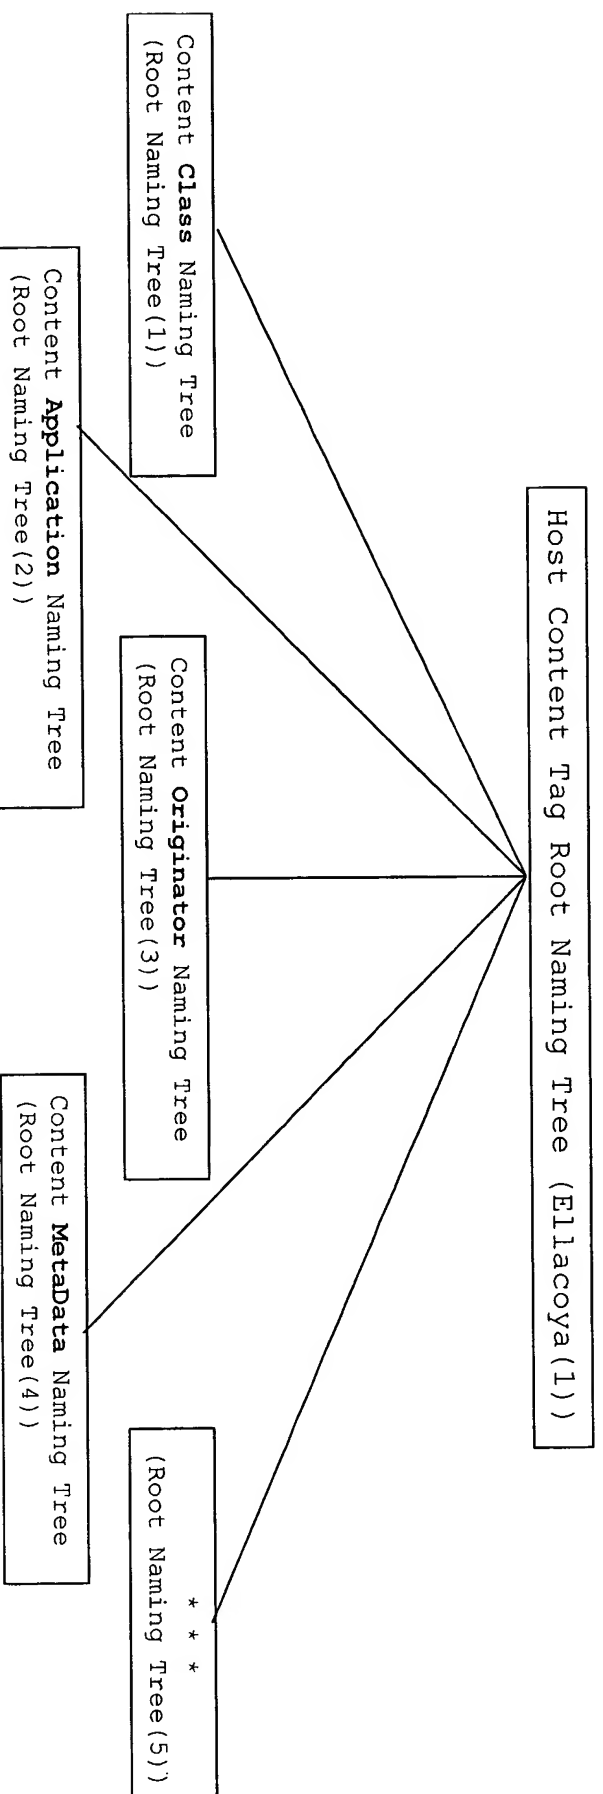 Host Content Tag Root Naming Tree (Ellacoya(1))
Content Class Naming Tree
(Root Naming Tree(1))
Content Application Naming Tree
(Root Naming Tree(2))
Content Originator Naming Tree
(Root Naming Tree(3))
Content MetaData Naming Tree
(Root Naming Tree(4))
* * *
(Root Naming Tree(5))